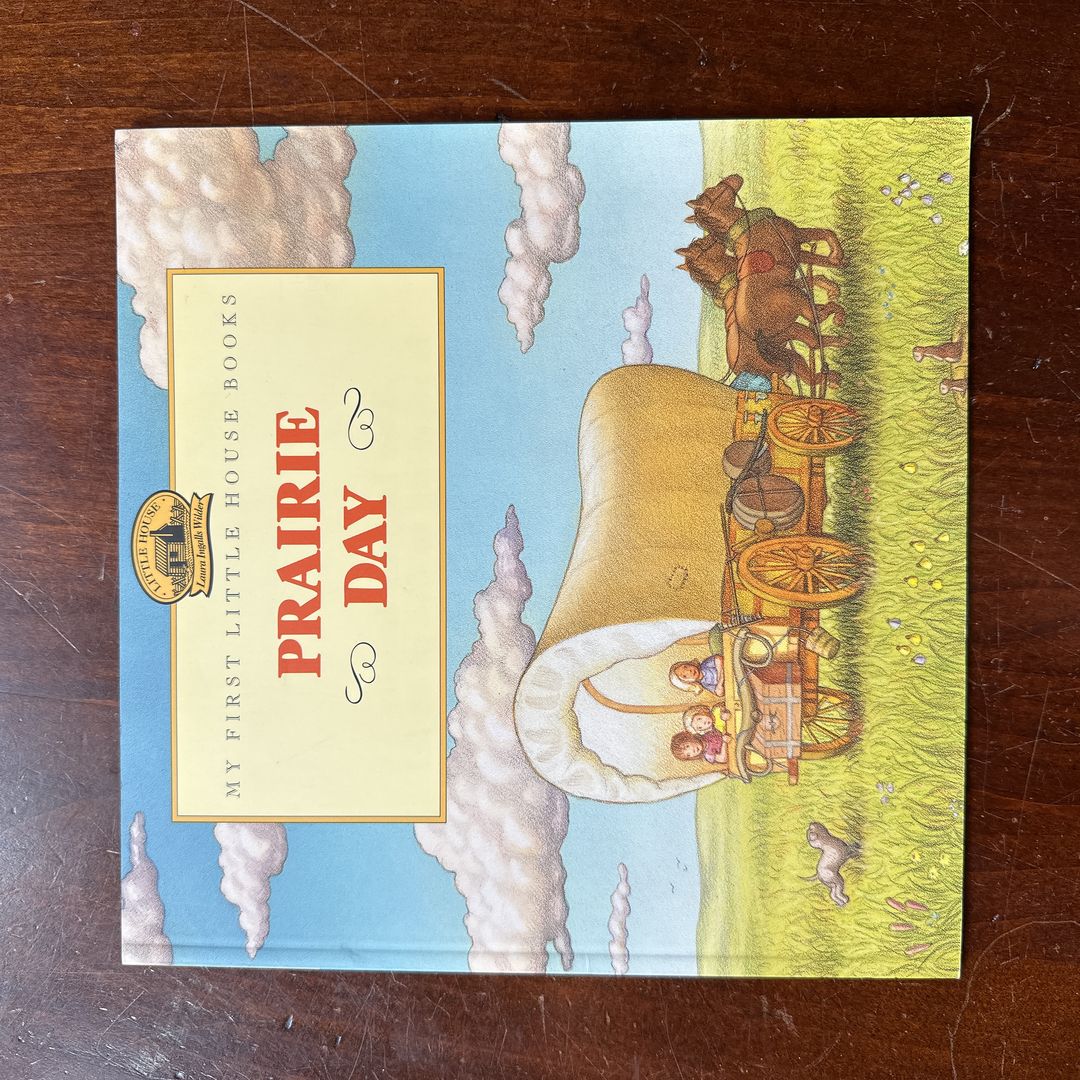 LITTLE HOUSE
Laura Ingalls Wilder
MY FIRST LITTLE HOUSE BOOKS
PRAIRIE
DAY